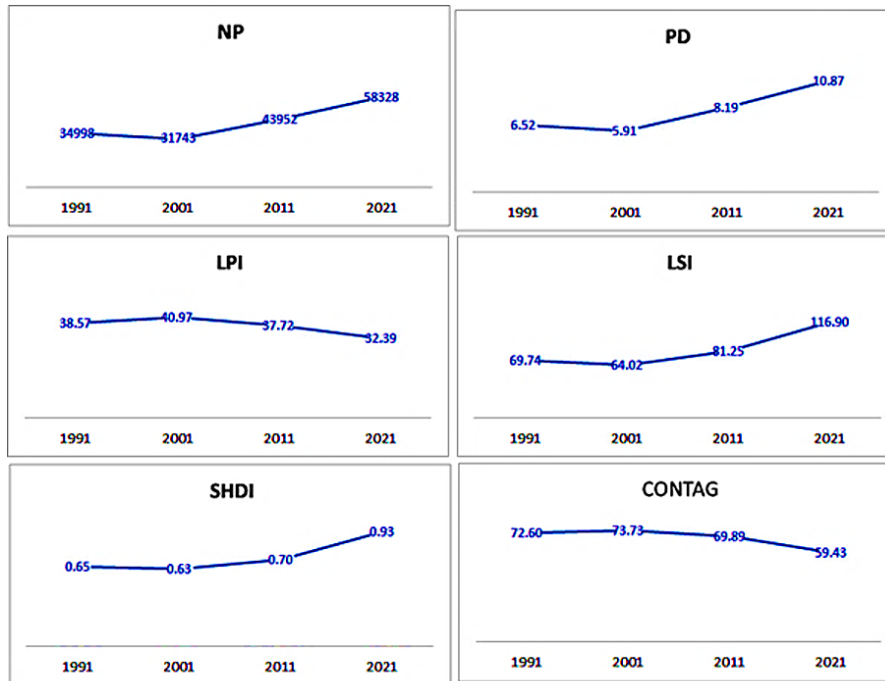 NP
34998
31743
43952
58328
1991 2001 2011 2021
PD
6.52
5.91
8.19
10.87
1991 2001 2011 2021
LPI
38.57
40.97
37.72
32.39
1991 2001 2011 2021
LSI
69.74
64.02
81.25
116.90
1991 2001 2011 2021
SHDI
0.65
0.63
0.70
0.93
1991 2001 2011 2021
CONTAG
72.60
73.73
69.89
59.43
1991 2001 2011 2021